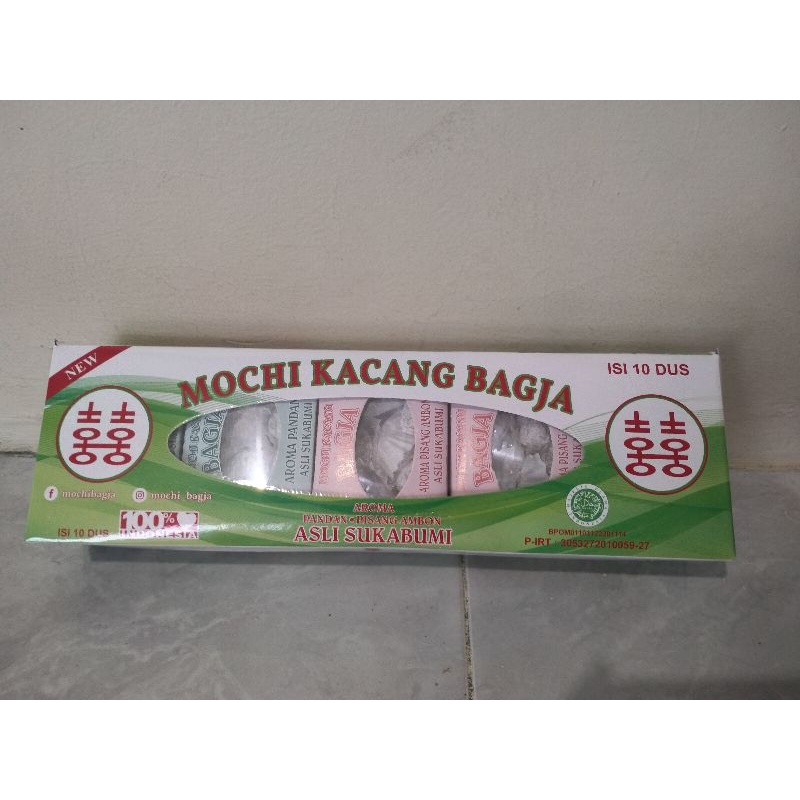 NEW
MOCHI KACANG BAGJA
ISI 10 DUS
BAGJA
AROMA PANDAN
ASLI SUKABUMI
BAGJA
AROMA PISANG AMBON
ASLI SUKABUMI
BAGJA
mochibagja
mochi_bagja
ISI 10 DUS
100%
INDONESIA
AROMA
PANDAN - PISANG AMBON
ASLI SUKABUMI
P-IRT : 3053272010059-27